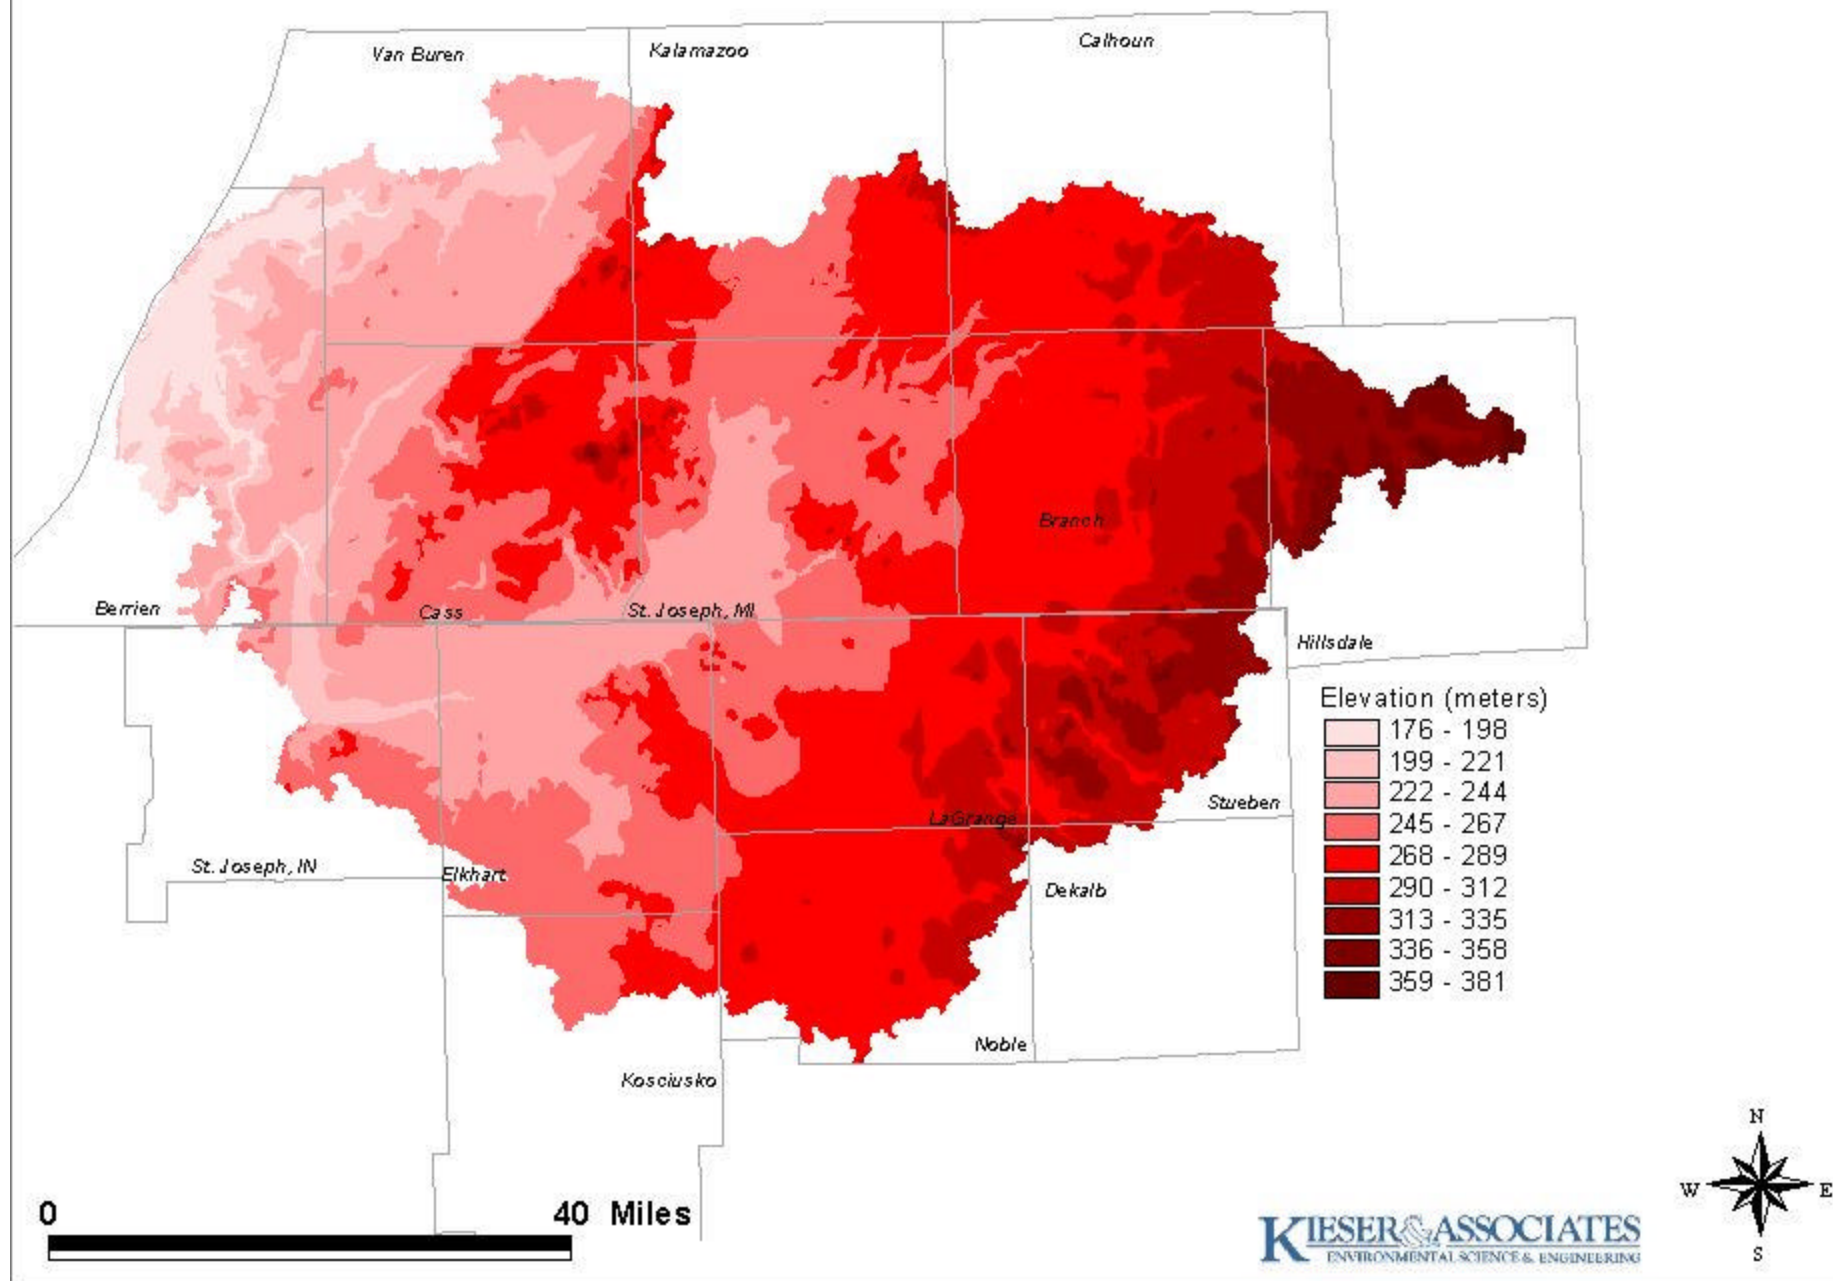 Van Buren
Kalamazoo
Calhoun
Branch
Berrien
Cass
St. Joseph, MI
Hillsdale
Elevation (meters)
176 - 198
199 - 221
222 - 244
245 - 267
268 - 289
290 - 312
313 - 335
336 - 358
359 - 381
Stueben
LaGrange
St. Joseph, IN
Elkhart
Dekalb
Noble
Kosciusko
N
W
E
S
0
40 Miles
KIESER & ASSOCIATES
ENVIRONMENTAL SCIENCE & ENGINEERING